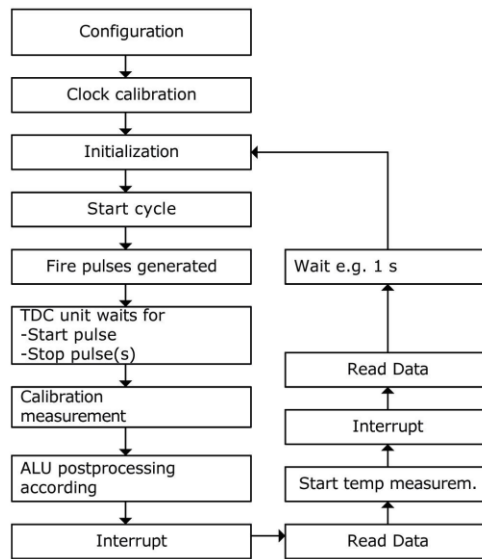 Configuration
Clock calibration
Initialization
Start cycle
Fire pulses generated
TDC unit waits for
-Start pulse
-Stop pulse(s)
Calibration
measurement
ALU postprocessing
according
Interrupt
Read Data
Start temp measurem.
Interrupt
Read Data
Wait e.g. 1 s